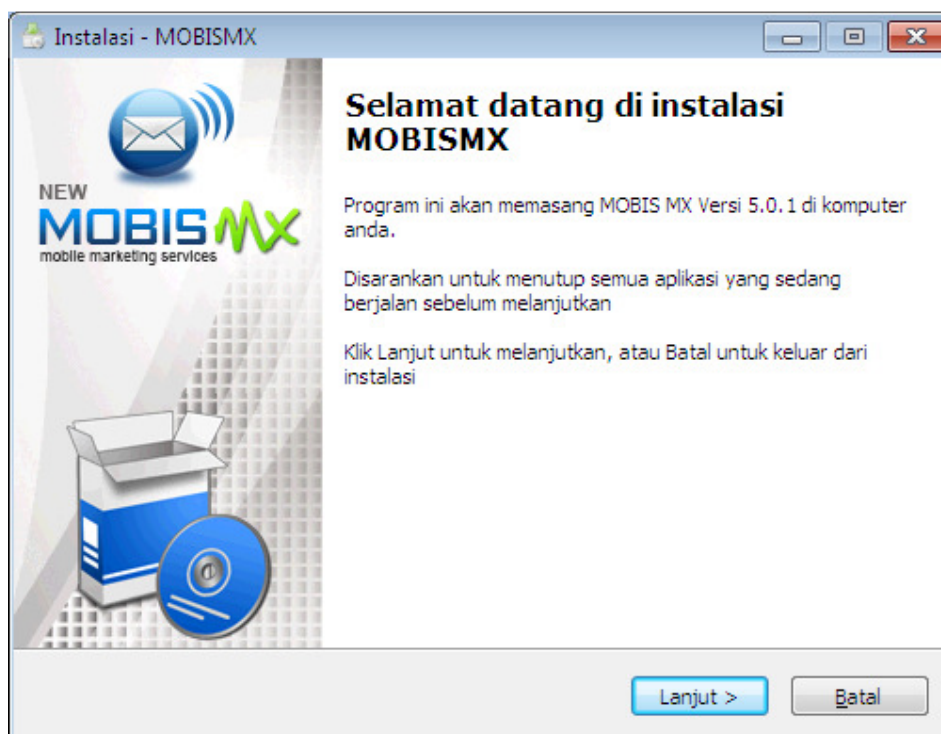 Instalasi - MOBISMX
NEW
MOBIS MX
mobile marketing services
Selamat datang di instalasi
MOBISMX
Program ini akan memasang MOBIS MX Versi 5.0.1 di komputer
anda.
Disarankan untuk menutup semua aplikasi yang sedang
berjalan sebelum melanjutkan
Klik Lanjut untuk melanjutkan, atau Batal untuk keluar dari
instalasi
Lanjut >
Batal